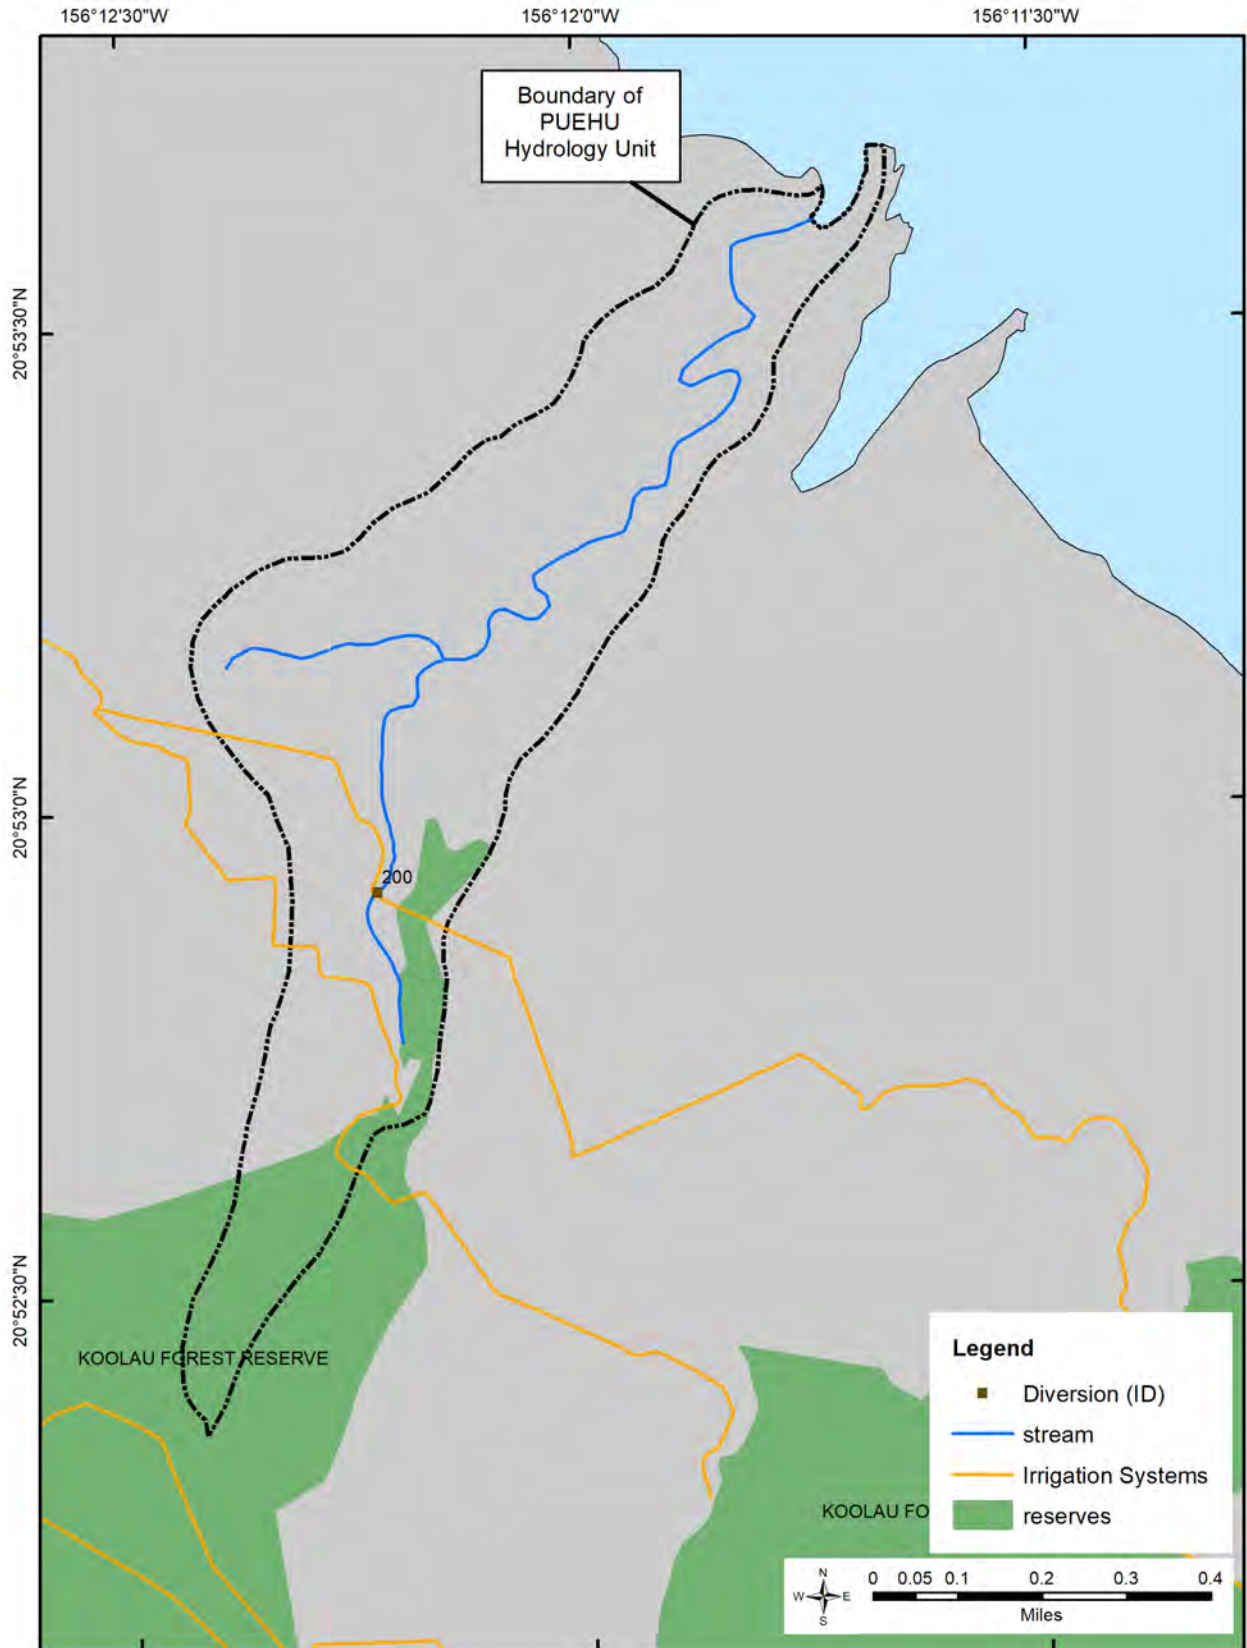 156°12'30"W
156°12'0"W
156°11'30"W
Boundary of
PUEHU
Hydrology Unit
20°53'30"N
20°53'0"N
200
20°52'30"N
KOOLAU FOREST RESERVE
Legend
Diversion (ID)
stream
Irrigation Systems
reserves
KOOLAU FO
N
W E
S
0 0.05 0.1 0.2 0.3 0.4
Miles